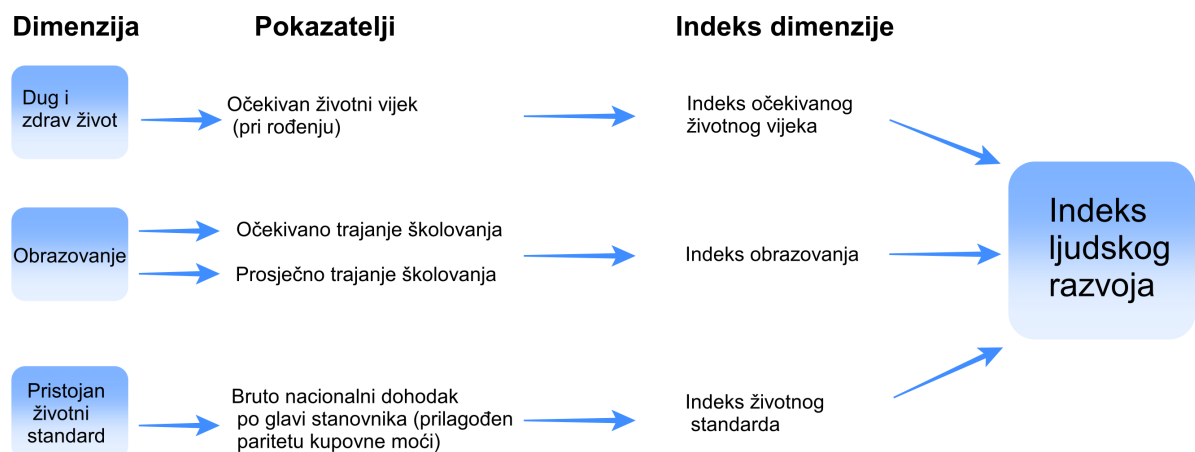 Dimenzija
Pokazatelji
Indeks dimenzije
Dug i
zdrav život
Očekivan životni vijek
(pri rođenju)
Indeks očekivanog
životnog vijeka
Obrazovanje
Očekivano trajanje školovanja
Prosječno trajanje školovanja
Indeks obrazovanja
Indeks
ljudskog
razvoja
Pristojan
životni
standard
Bruto nacionalni dohodak
po glavi stanovnika (prilagođen
paritetu kupovne moći)
Indeks životnog
standarda